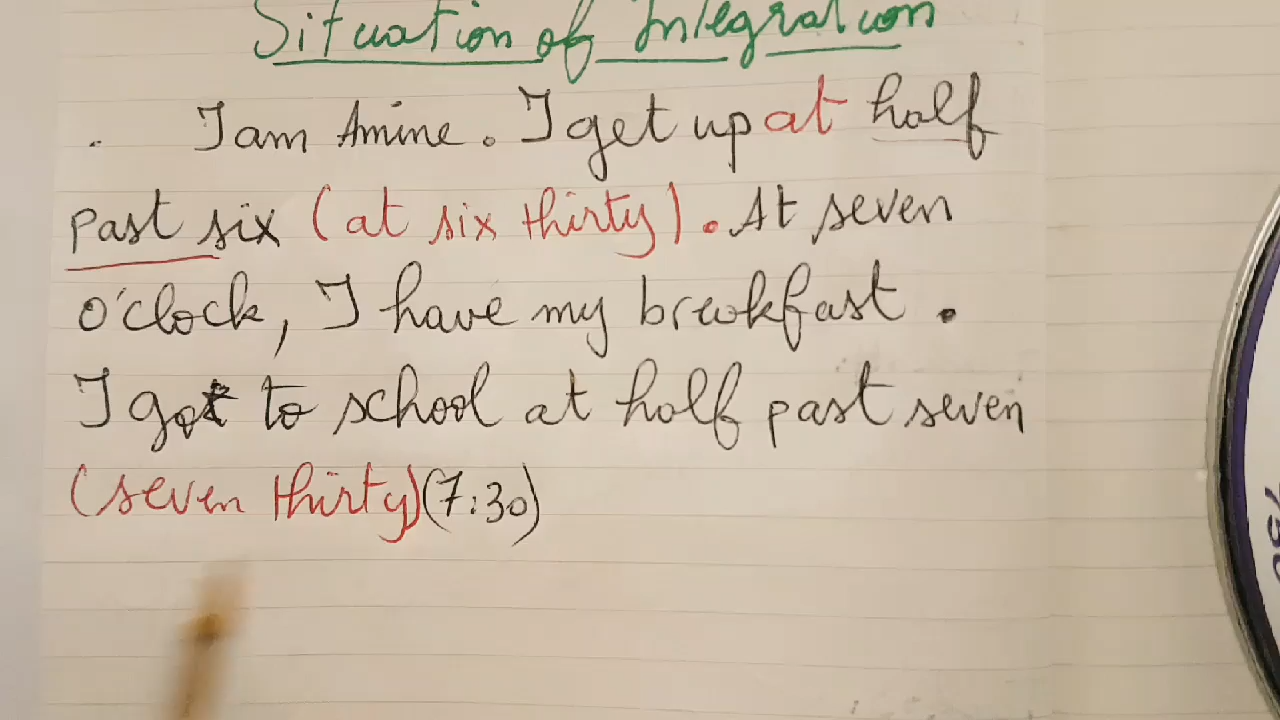 Situation of Integration
. I am Amine. I get up at half
past six (at six thirty). At seven
o'clock, I have my breakfast.
I got to school at half past seven
(seven thirty)(7:30)